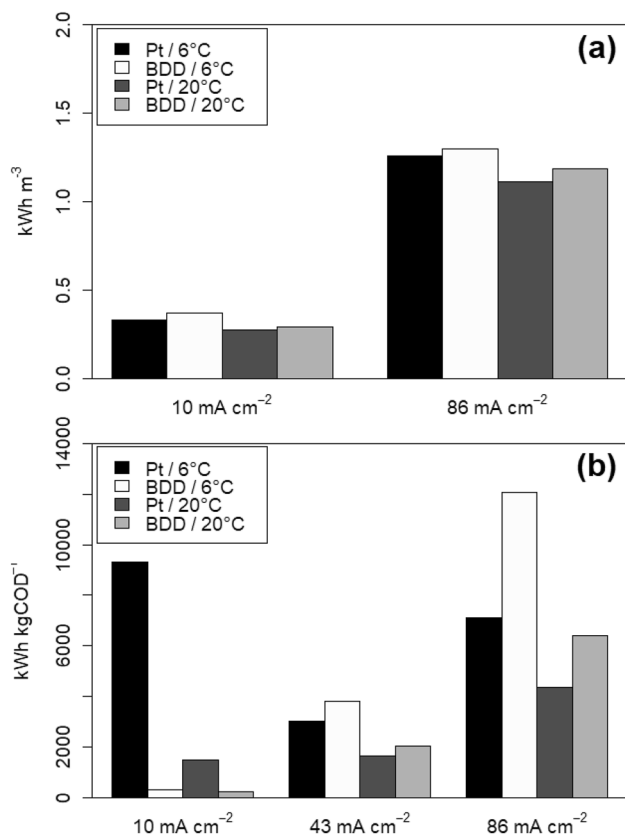 (a)
Pt / 6°C
BDD / 6°C
Pt / 20°C
BDD / 20°C
2.0
1.5
1.0
0.5
0.0
kWh m⁻³
10 mA cm⁻²
86 mA cm⁻²
(b)
Pt / 6°C
BDD / 6°C
Pt / 20°C
BDD / 20°C
14000
10000
6000
2000
0
kWh kgCOD⁻¹
10 mA cm⁻²
43 mA cm⁻²
86 mA cm⁻²